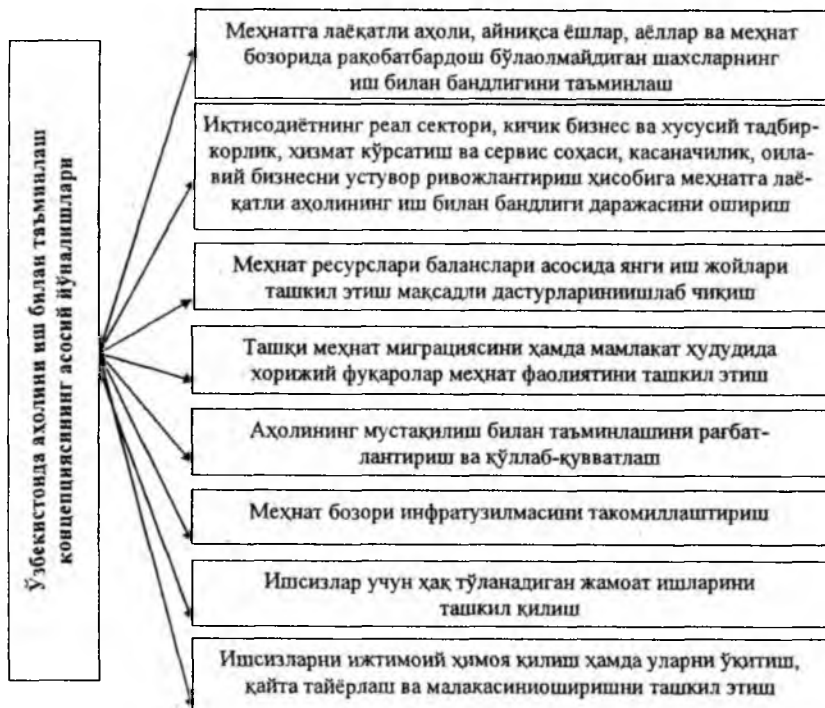 Ўзбекистоида аҳолини иш билан таъминлаш
концепциясининг асосий йўналишлари
Меҳнатга лаёқатли аҳоли, айниқса ёшлар, аёллар ва меҳнат
бозорида рақобатбардош бўлаолмайдиган шахсларнинг
иш билан бандлигини таъминлаш
Иқтисодиётнинг реал сектори, кичик бизнес ва хусусий тадбир-
корлик, хизмат кўрсатиш ва сервис соҳаси, касаначилик, оила-
вий бизнесни устувор ривожлантириш ҳисобига меҳнатга лаё-
қатли аҳолининг иш билан бандлиги даражасини ошириш
Меҳнат ресурслари баланслари асосида янги иш жойлари
ташкил этиш мақсадли дастурлариниишлаб чиқиш
Ташқи меҳнат миграциясини ҳамда мамлакат ҳудудида
хорижий фуқаролар меҳнат фаолиятини ташкил этиш
Аҳолининг мустақилиш билан таъминлашини рағбат-
лантириш ва қўллаб-қувватлаш
Меҳнат бозори инфратузилмасини такомиллаштириш
Ишсизлар учун ҳақ тўланадиган жамоат ишларини
ташкил қилиш
Ишсизларни ижтимоий ҳимоя қилиш ҳамда уларни ўқитиш,
қайта тайёрлаш ва малакасиниоширишни ташкил этиш